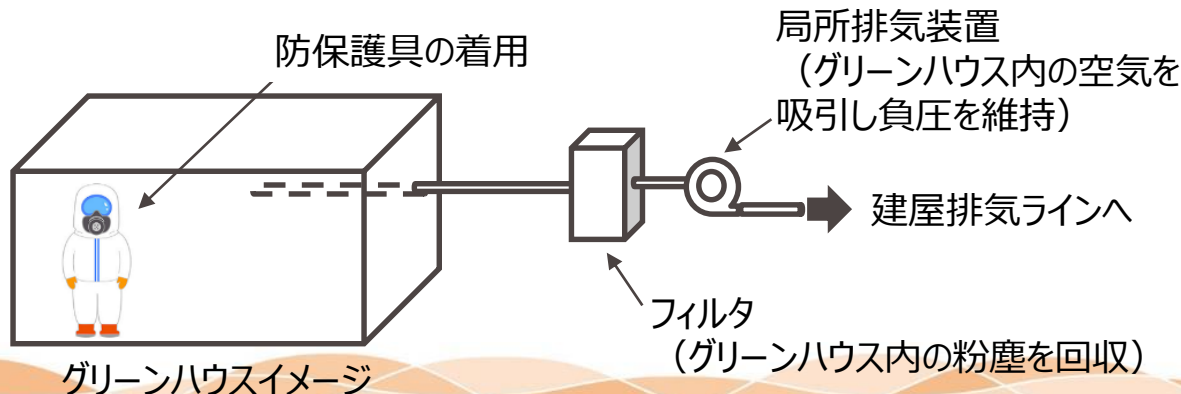 防保護具の着用
局所排気装置
（グリーンハウス内の空気を
吸引し負圧を維持）
建屋排気ラインへ
フィルタ
（グリーンハウス内の粉塵を回収）
グリーンハウスイメージ